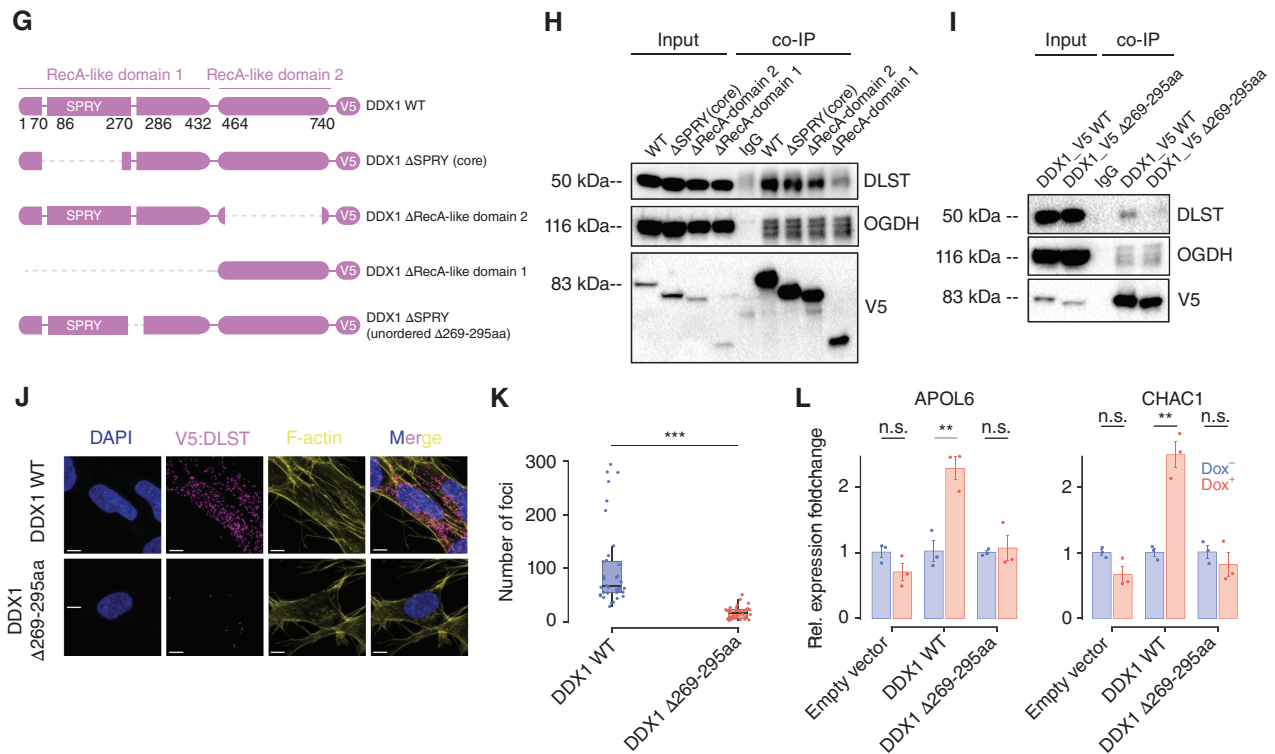 G
RecA-like domain 1 RecA-like domain 2
SPRY V5 DDX1 WT
1 70 86 270 286 432 464 740
V5 DDX1 ΔSPRY (core)
SPRY V5 DDX1 ΔRecA-like domain 2
V5 DDX1 ΔRecA-like domain 1
SPRY V5 DDX1 ΔSPRY
(unordered Δ269-295aa)
H
Input co-IP
WT ΔSPRY(core) ΔRecA-domain 2 ΔRecA-domain 1 IgG WT ΔSPRY(core) ΔRecA-domain 2 ΔRecA-domain 1
50 kDa-- DLST
116 kDa-- OGDH
83 kDa-- V5
I
Input co-IP
DDX1_V5 WT DDX1_V5 Δ269-295aa IgG DDX1_V5 WT DDX1_V5 Δ269-295aa
50 kDa -- DLST
116 kDa -- OGDH
83 kDa -- V5
J
DAPI V5:DLST F-actin Merge
DDX1 WT
DDX1
Δ269-295aa
K
***
Number of foci
300
200
100
0
DDX1 WT DDX1 Δ269-295aa
L
APOL6
n.s. ** n.s.
Rel. expression foldchange
2
1
0
Empty vector DDX1 WT DDX1 Δ269-295aa
CHAC1
n.s. ** n.s.
Dox⁻
Dox⁺
2
1
0
Empty vector DDX1 WT DDX1 Δ269-295aa